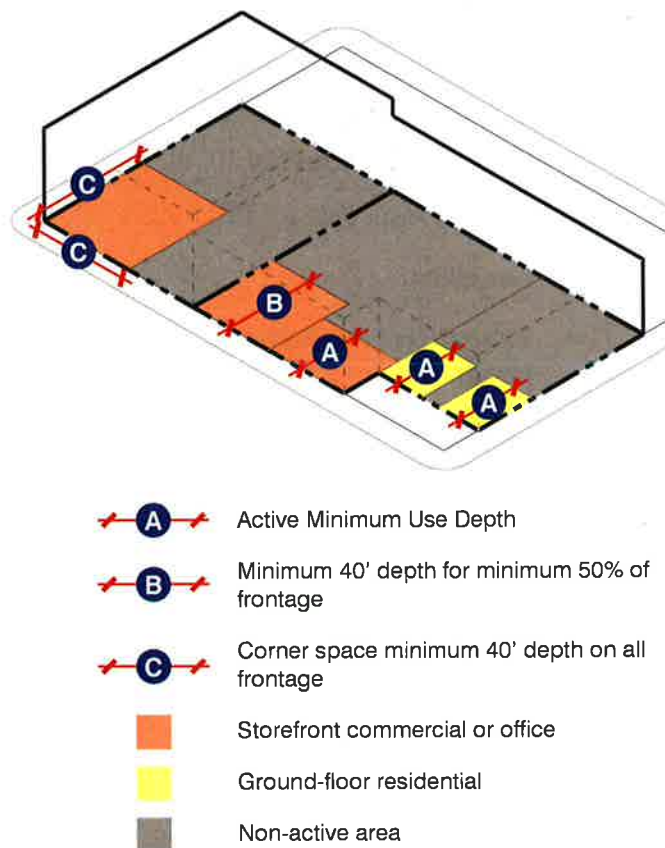 C
C
B
A
A
A
A Active Minimum Use Depth
B Minimum 40' depth for minimum 50% of
frontage
C Corner space minimum 40' depth on all
frontage
Storefront commercial or office
Ground-floor residential
Non-active area